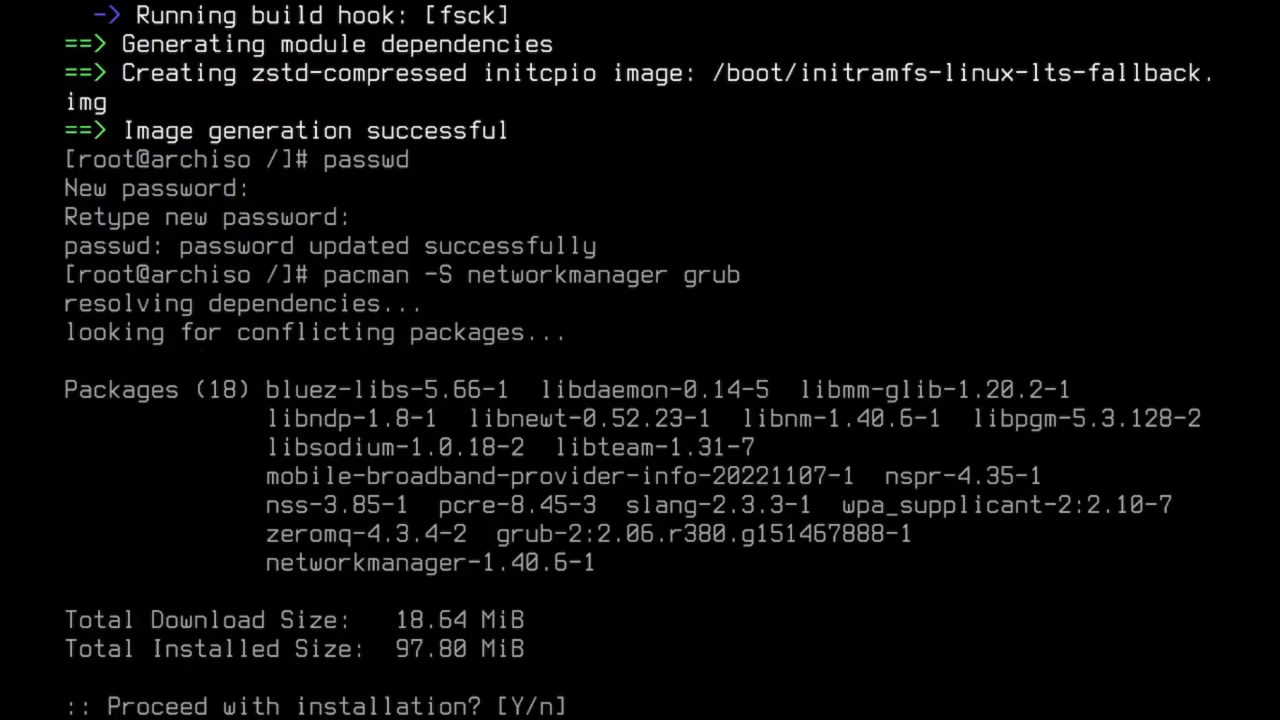 -> Running build hook: [fsck]
==> Generating module dependencies
==> Creating zstd-compressed initcpio image: /boot/initramfs-linux-lts-fallback.
img
==> Image generation successful
[root@archiso /]# passwd
New password:
Retype new password:
passwd: password updated successfully
[root@archiso /]# pacman -S networkmanager grub
resolving dependencies...
looking for conflicting packages...
Packages (18) bluez-libs-5.66-1  libdaemon-0.14-5  libmm-glib-1.20.2-1
libndp-1.8-1  libnewt-0.52.23-1  libnm-1.40.6-1  libpgm-5.3.128-2
libsodium-1.0.18-2  libteam-1.31-7
mobile-broadband-provider-info-20221107-1  nspr-4.35-1
nss-3.85-1  pcre-8.45-3  slang-2.3.3-1  wpa_supplicant-2:2.10-7
zeromq-4.3.4-2  grub-2:2.06.r380.g151467888-1
networkmanager-1.40.6-1
Total Download Size:   18.64 MiB
Total Installed Size:  97.80 MiB
:: Proceed with installation? [Y/n]